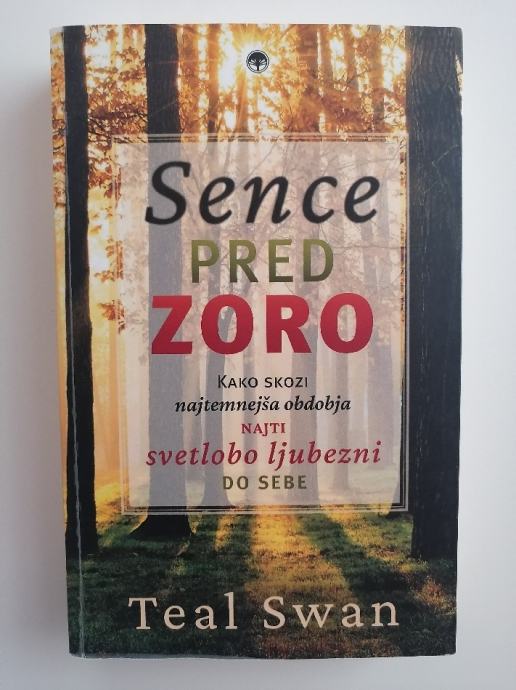 Sence
PRED
ZORO
KAKO SKOZI
najtemnejša obdobja
NAJTI
svetlobo ljubezni
DO SEBE
Teal Swan